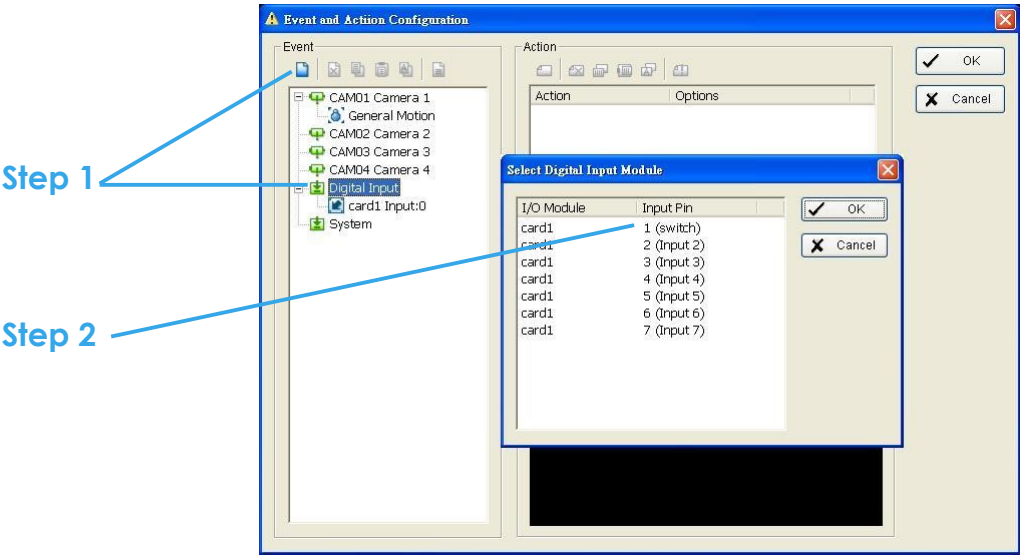 Event and Actiion Configuration
Event
Action
OK
Cancel
CAM01 Camera 1
General Motion
CAM02 Camera 2
CAM03 Camera 3
CAM04 Camera 4
Digital Input
card1 Input:0
System
Action Options
Step 1
Step 2
Select Digital Input Module
I/O Module Input Pin
card1 1 (switch)
card1 2 (Input 2)
card1 3 (Input 3)
card1 4 (Input 4)
card1 5 (Input 5)
card1 6 (Input 6)
card1 7 (Input 7)
OK
Cancel